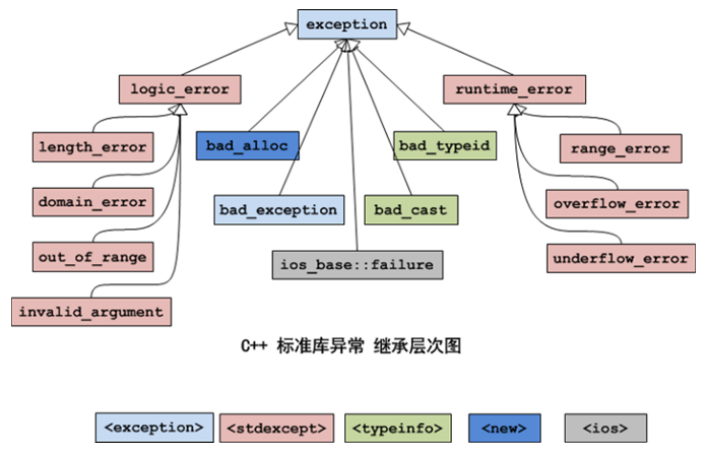 exception
logic_error
runtime_error
length_error
bad_alloc
bad_typeid
range_error
domain_error
bad_exception
bad_cast
overflow_error
out_of_range
ios_base::failure
underflow_error
invalid_argument
C++ 标准库异常 继承层次图
<exception>
<stdexcept>
<typeinfo>
<new>
<ios>